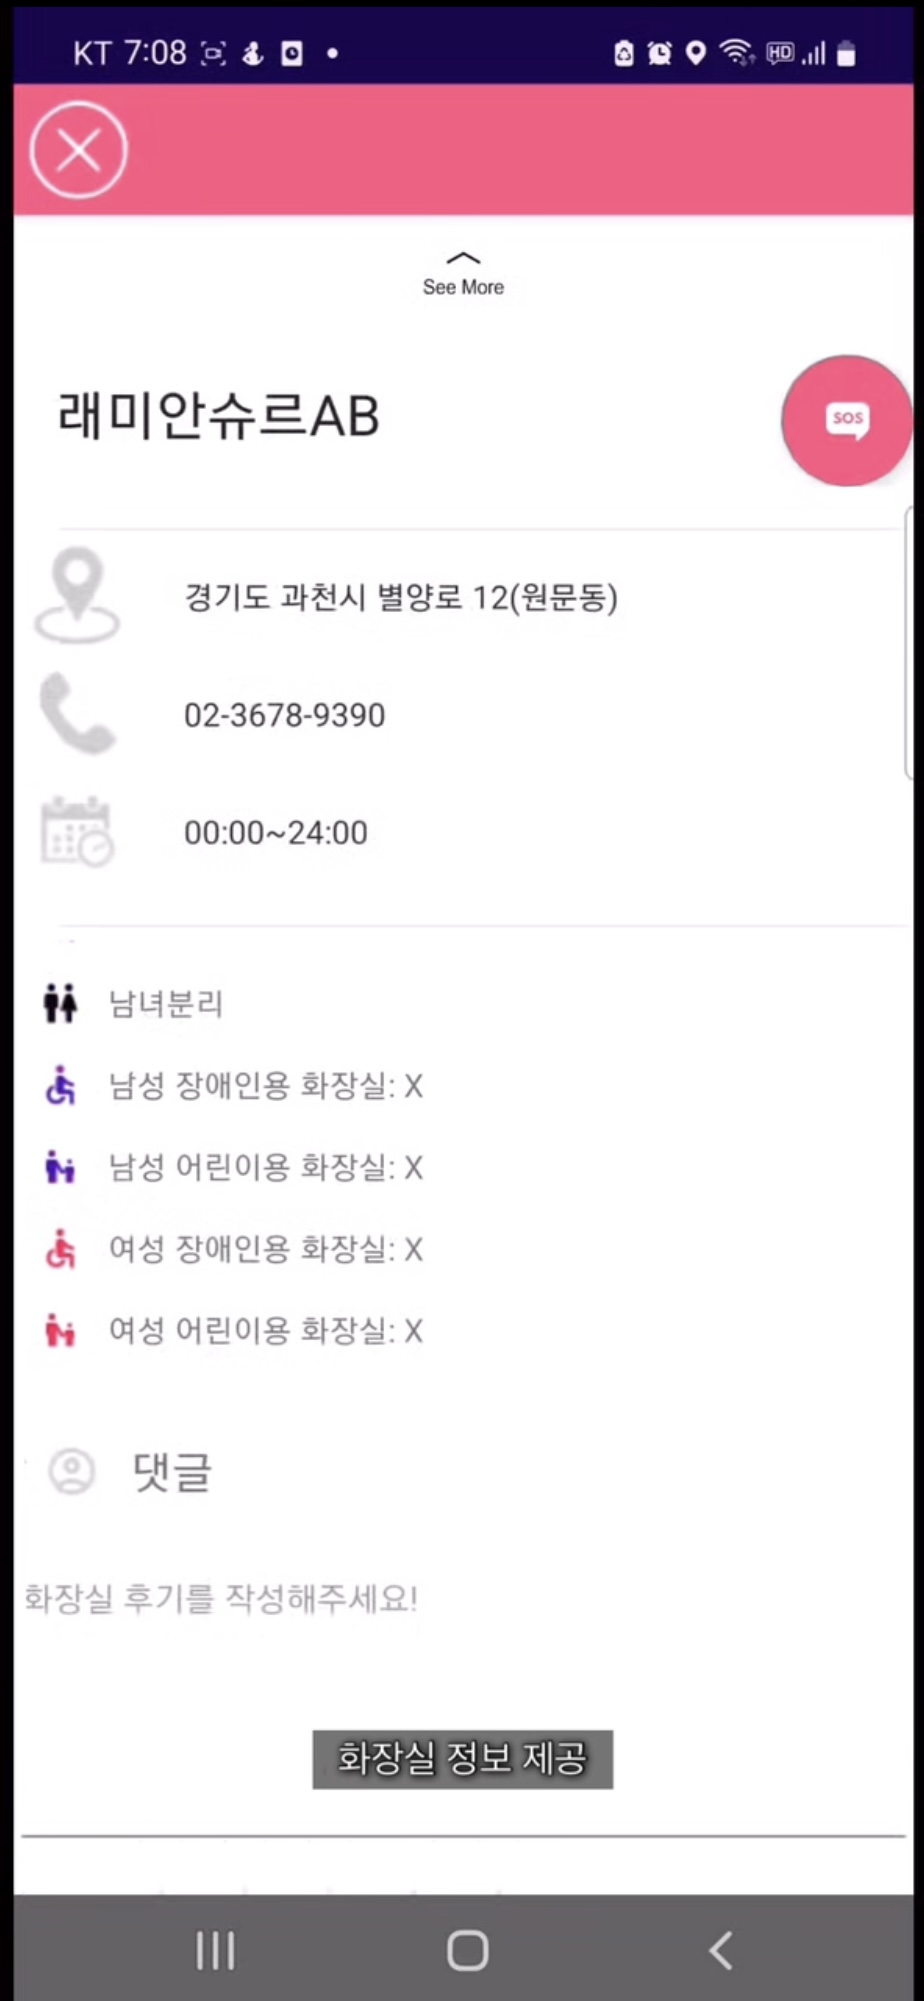 KT 7:08
HD
See More
래미안슈르AB
SOS
경기도 과천시 별양로 12(원문동)
02-3678-9390
00:00~24:00
남녀분리
남성 장애인용 화장실: X
남성 어린이용 화장실: X
여성 장애인용 화장실: X
여성 어린이용 화장실: X
댓글
화장실 후기를 작성해주세요!
화장실 정보 제공